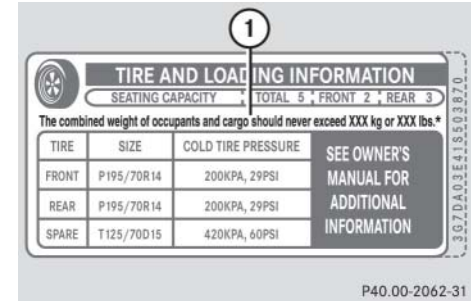 1
TIRE AND LOADING INFORMATION
SEATING CAPACITY TOTAL 5 FRONT 2 REAR 3
The combined weight of occupants and cargo should never exceed XXX kg or XXX lbs.*
TIRE SIZE COLD TIRE PRESSURE
FRONT P195/70R14 200KPA, 29PSI
REAR P195/70R14 200KPA, 29PSI
SPARE T125/70D15 420KPA, 60PSI
SEE OWNER'S
MANUAL FOR
ADDITIONAL
INFORMATION
3G7DA03E41S503870
P40.00-2062-31